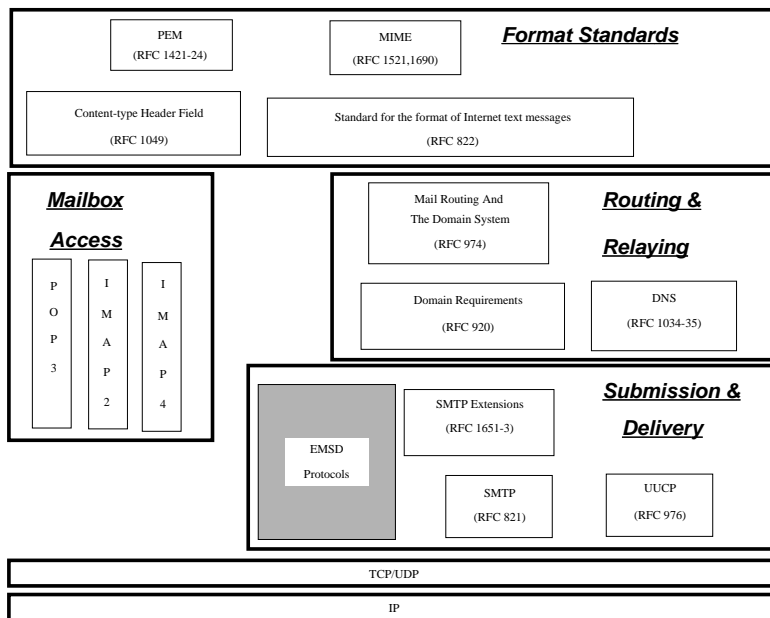 Format Standards
PEM
(RFC 1421-24)
MIME
(RFC 1521,1690)
Content-type Header Field
(RFC 1049)
Standard for the format of Internet text messages
(RFC 822)
Mailbox
Access
P
O
P
3
I
M
A
P
2
I
M
A
P
4
Routing &
Relaying
Mail Routing And
The Domain System
(RFC 974)
Domain Requirements
(RFC 920)
DNS
(RFC 1034-35)
Submission &
Delivery
EMSD
Protocols
SMTP Extensions
(RFC 1651-3)
SMTP
(RFC 821)
UUCP
(RFC 976)
TCP/UDP
IP